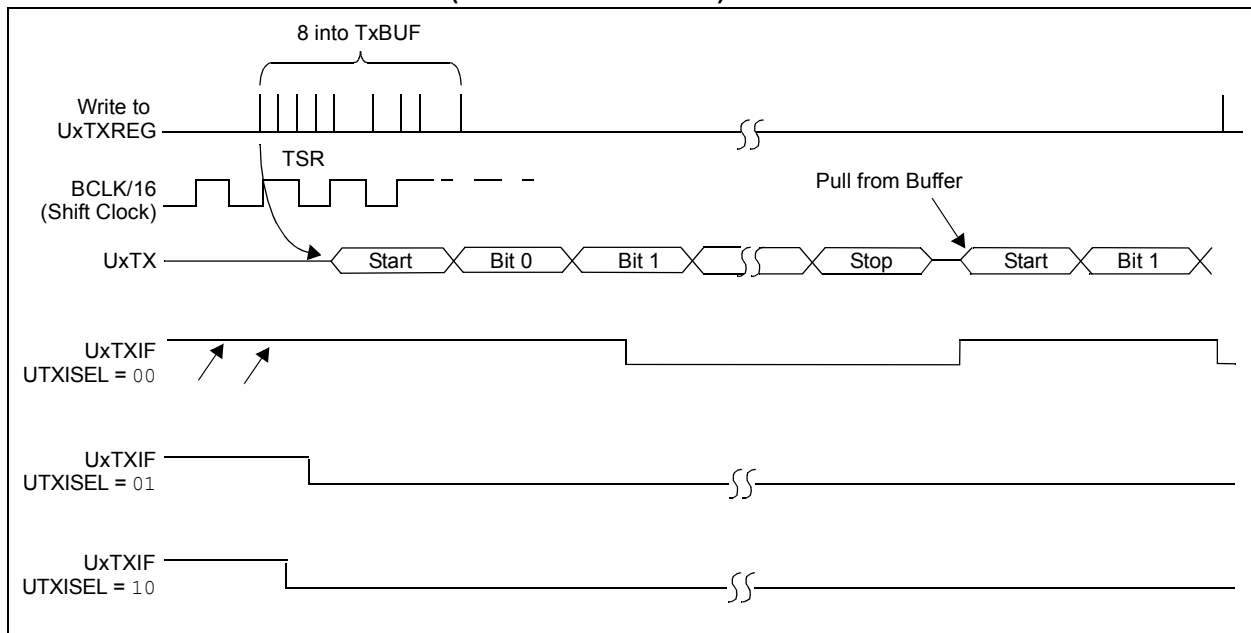 8 into TxBUF
Write to
UxTXREG
TSR
BCLK/16
(Shift Clock)
Pull from Buffer
UxTX
Start
Bit 0
Bit 1
Stop
Start
Bit 1
UxTXIF
UTXISEL = 00
UxTXIF
UTXISEL = 01
UxTXIF
UTXISEL = 10